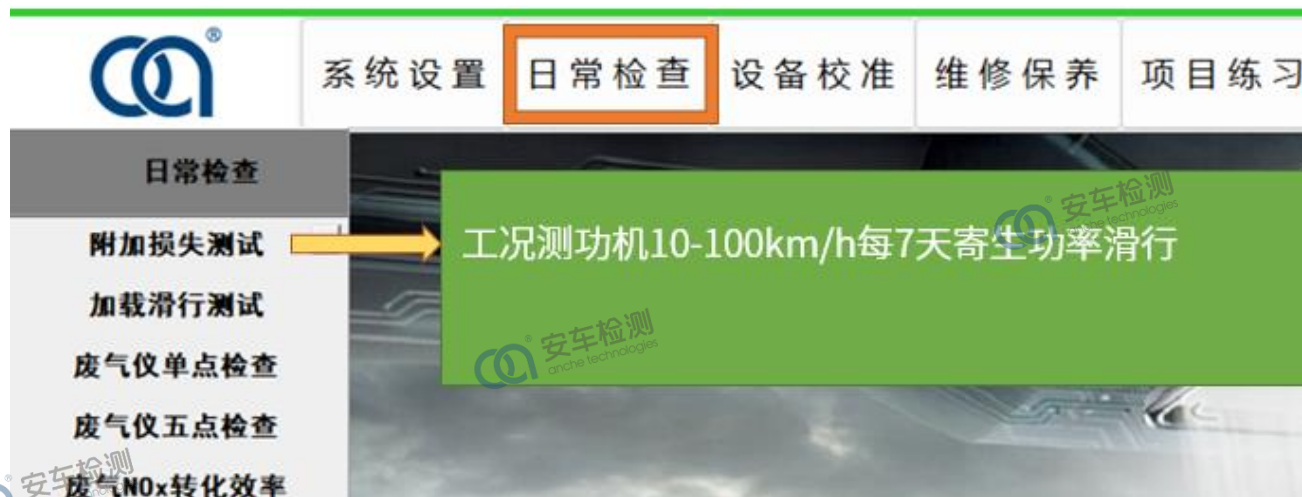 系统设置 日常检查 设备校准 维修保养 项目练习
日常检查
附加损失测试
工况测功机10-100km/h每7天寄生功率滑行
加载滑行测试
废气仪单点检查
废气仪五点检查
废气NOx转化效率
安车检测
anche technologies
安车检测
anche technologies
安车检测